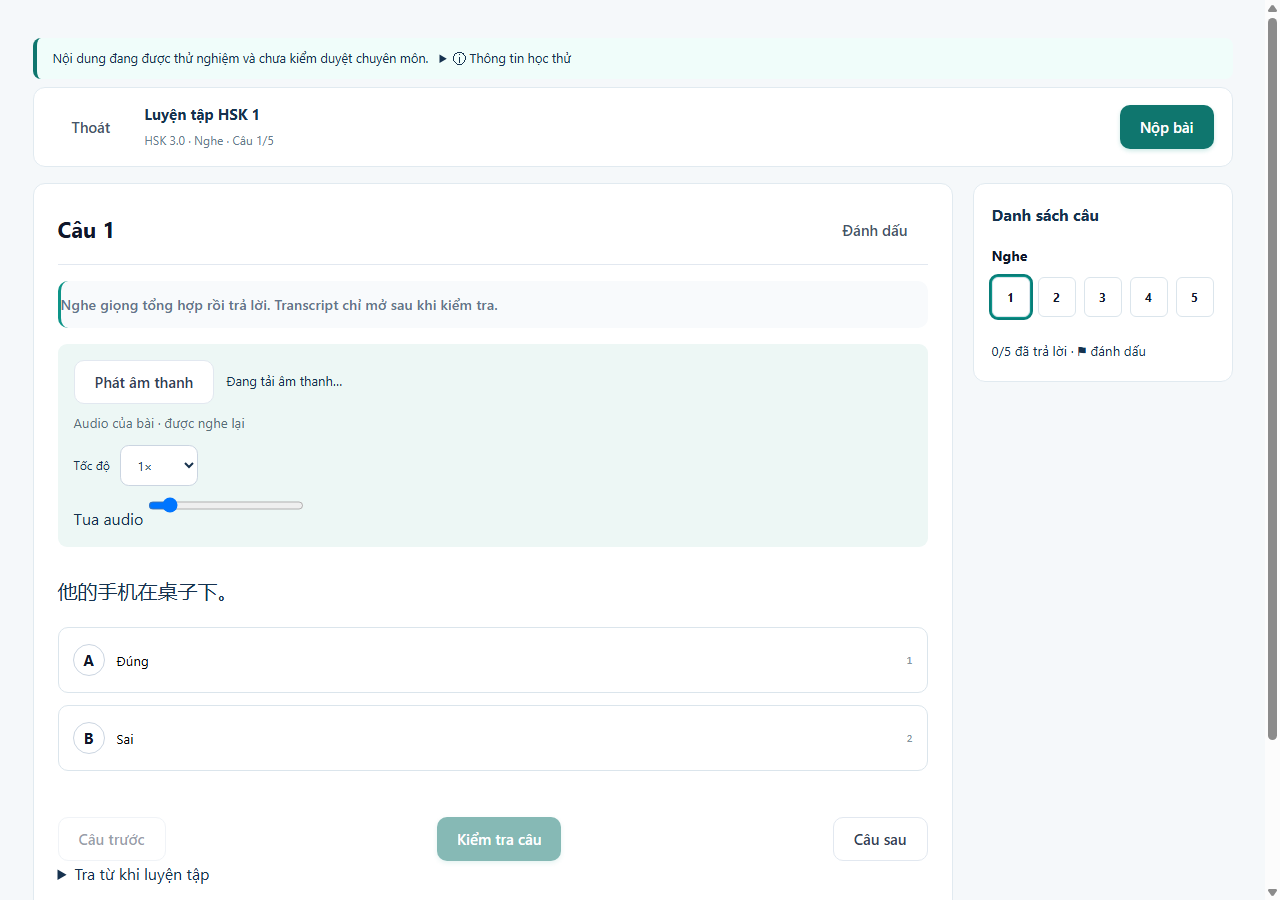 Nội dung đang được thử nghiệm và chưa kiểm duyệt chuyên môn. ▶ ⓘ Thông tin học thử
Thoát
Luyện tập HSK 1
HSK 3.0 · Nghe · Câu 1/5
Nộp bài
Câu 1
Đánh dấu
Nghe giọng tổng hợp rồi trả lời. Transcript chỉ mở sau khi kiểm tra.
Phát âm thanh
Đang tải âm thanh...
Audio của bài · được nghe lại
Tốc độ
1×
Tua audio
他的手机在桌子下。
A Đúng 1
B Sai 2
Câu trước
Kiểm tra câu
Câu sau
▶ Tra từ khi luyện tập
Danh sách câu
Nghe
1 2 3 4 5
0/5 đã trả lời · ⚑ đánh dấu